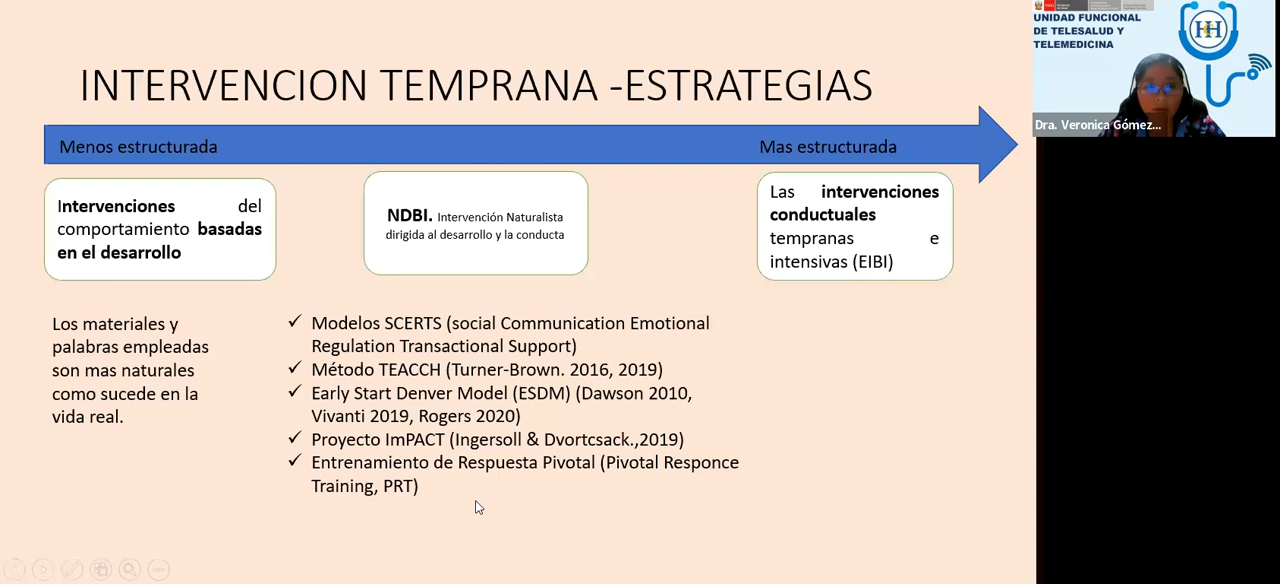 INTERVENCION TEMPRANA -ESTRATEGIAS
Menos estructurada
Mas estructurada
Intervenciones del
comportamiento basadas
en el desarrollo
NDBI. Intervención Naturalista
dirigida al desarrollo y la conducta
Las intervenciones
conductuales
tempranas e
intensivas (EIBI)
Los materiales y
palabras empleadas
son mas naturales
como sucede en la
vida real.
✓ Modelos SCERTS (social Communication Emotional
Regulation Transactional Support)
✓ Método TEACCH (Turner-Brown. 2016, 2019)
✓ Early Start Denver Model (ESDM) (Dawson 2010,
Vivanti 2019, Rogers 2020)
✓ Proyecto ImPACT (Ingersoll & Dvortcsack.,2019)
✓ Entrenamiento de Respuesta Pivotal (Pivotal Responce
Training, PRT)
UNIDAD FUNCIONAL
DE TELESALUD Y
TELEMEDICINA
HH
Dra. Veronica Gómez...